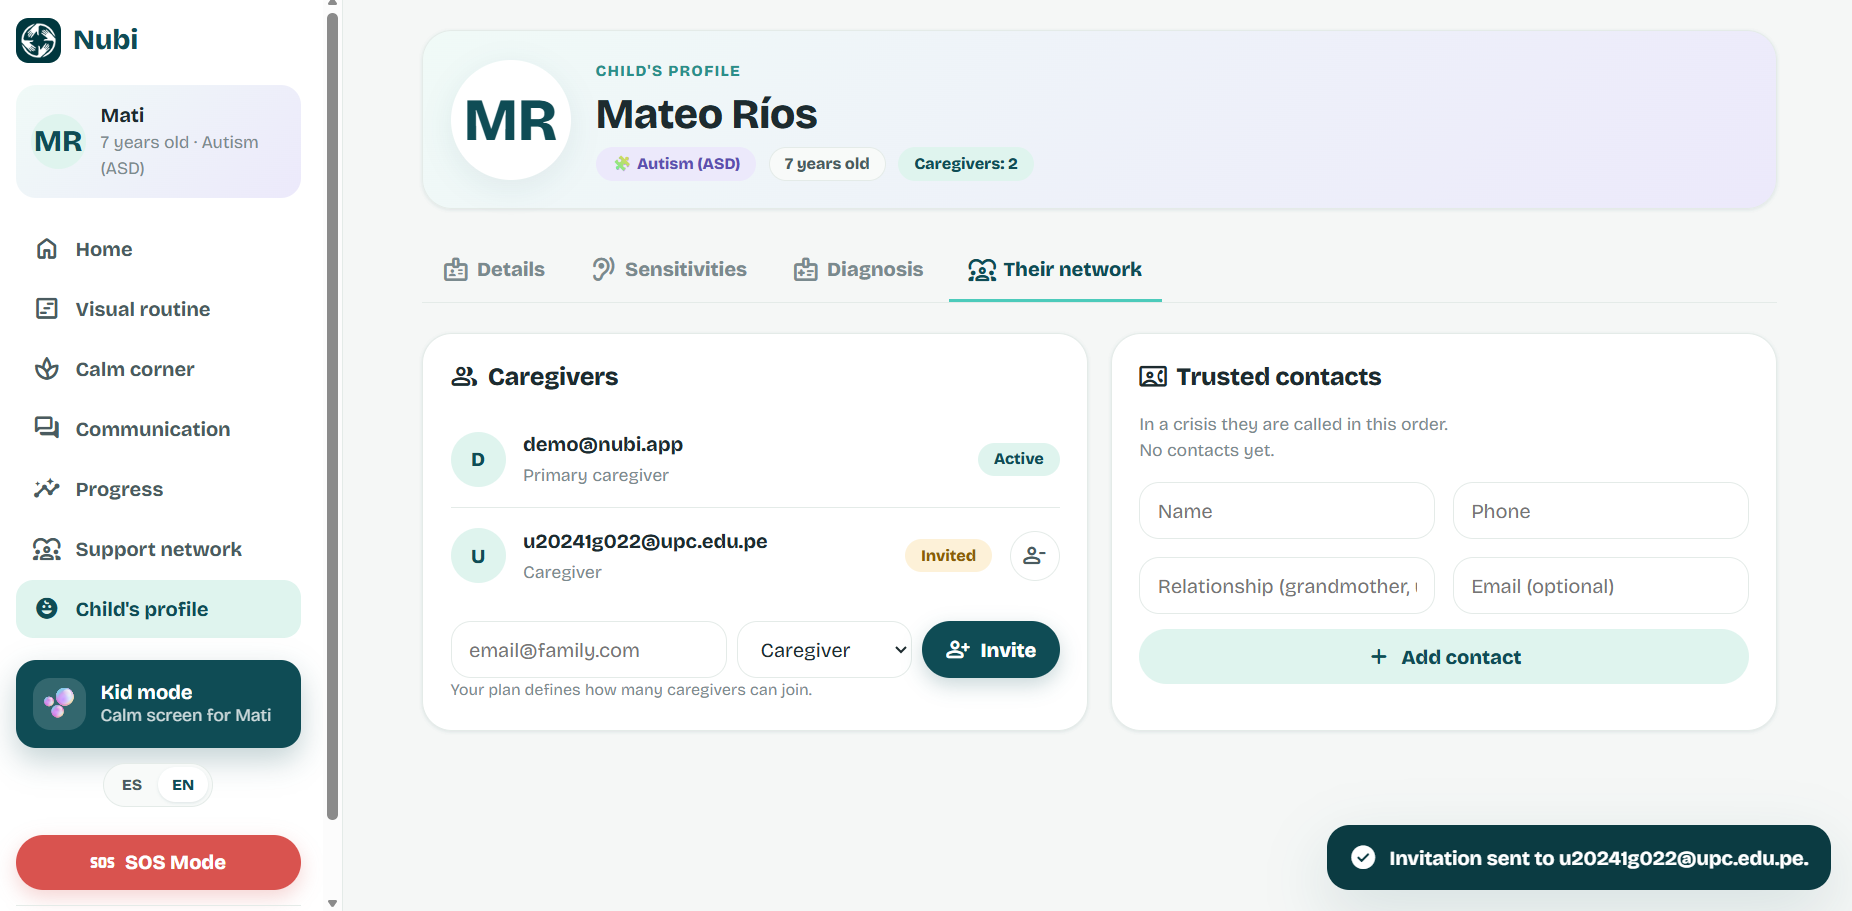 Nubi
MR
Mati
7 years old · Autism
(ASD)
Home
Visual routine
Calm corner
Communication
Progress
Support network
Child's profile
Kid mode
Calm screen for Mati
ES EN
SOS SOS Mode
MR
CHILD'S PROFILE
Mateo Ríos
Autism (ASD) 7 years old Caregivers: 2
Details Sensitivities Diagnosis Their network
Caregivers
D
demo@nubi.app
Primary caregiver
Active
U
u20241g022@upc.edu.pe
Caregiver
Invited
email@family.com Caregiver Invite
Your plan defines how many caregivers can join.
Trusted contacts
In a crisis they are called in this order.
No contacts yet.
Name Phone
Relationship (grandmother, Email (optional)
+ Add contact
Invitation sent to u20241g022@upc.edu.pe.